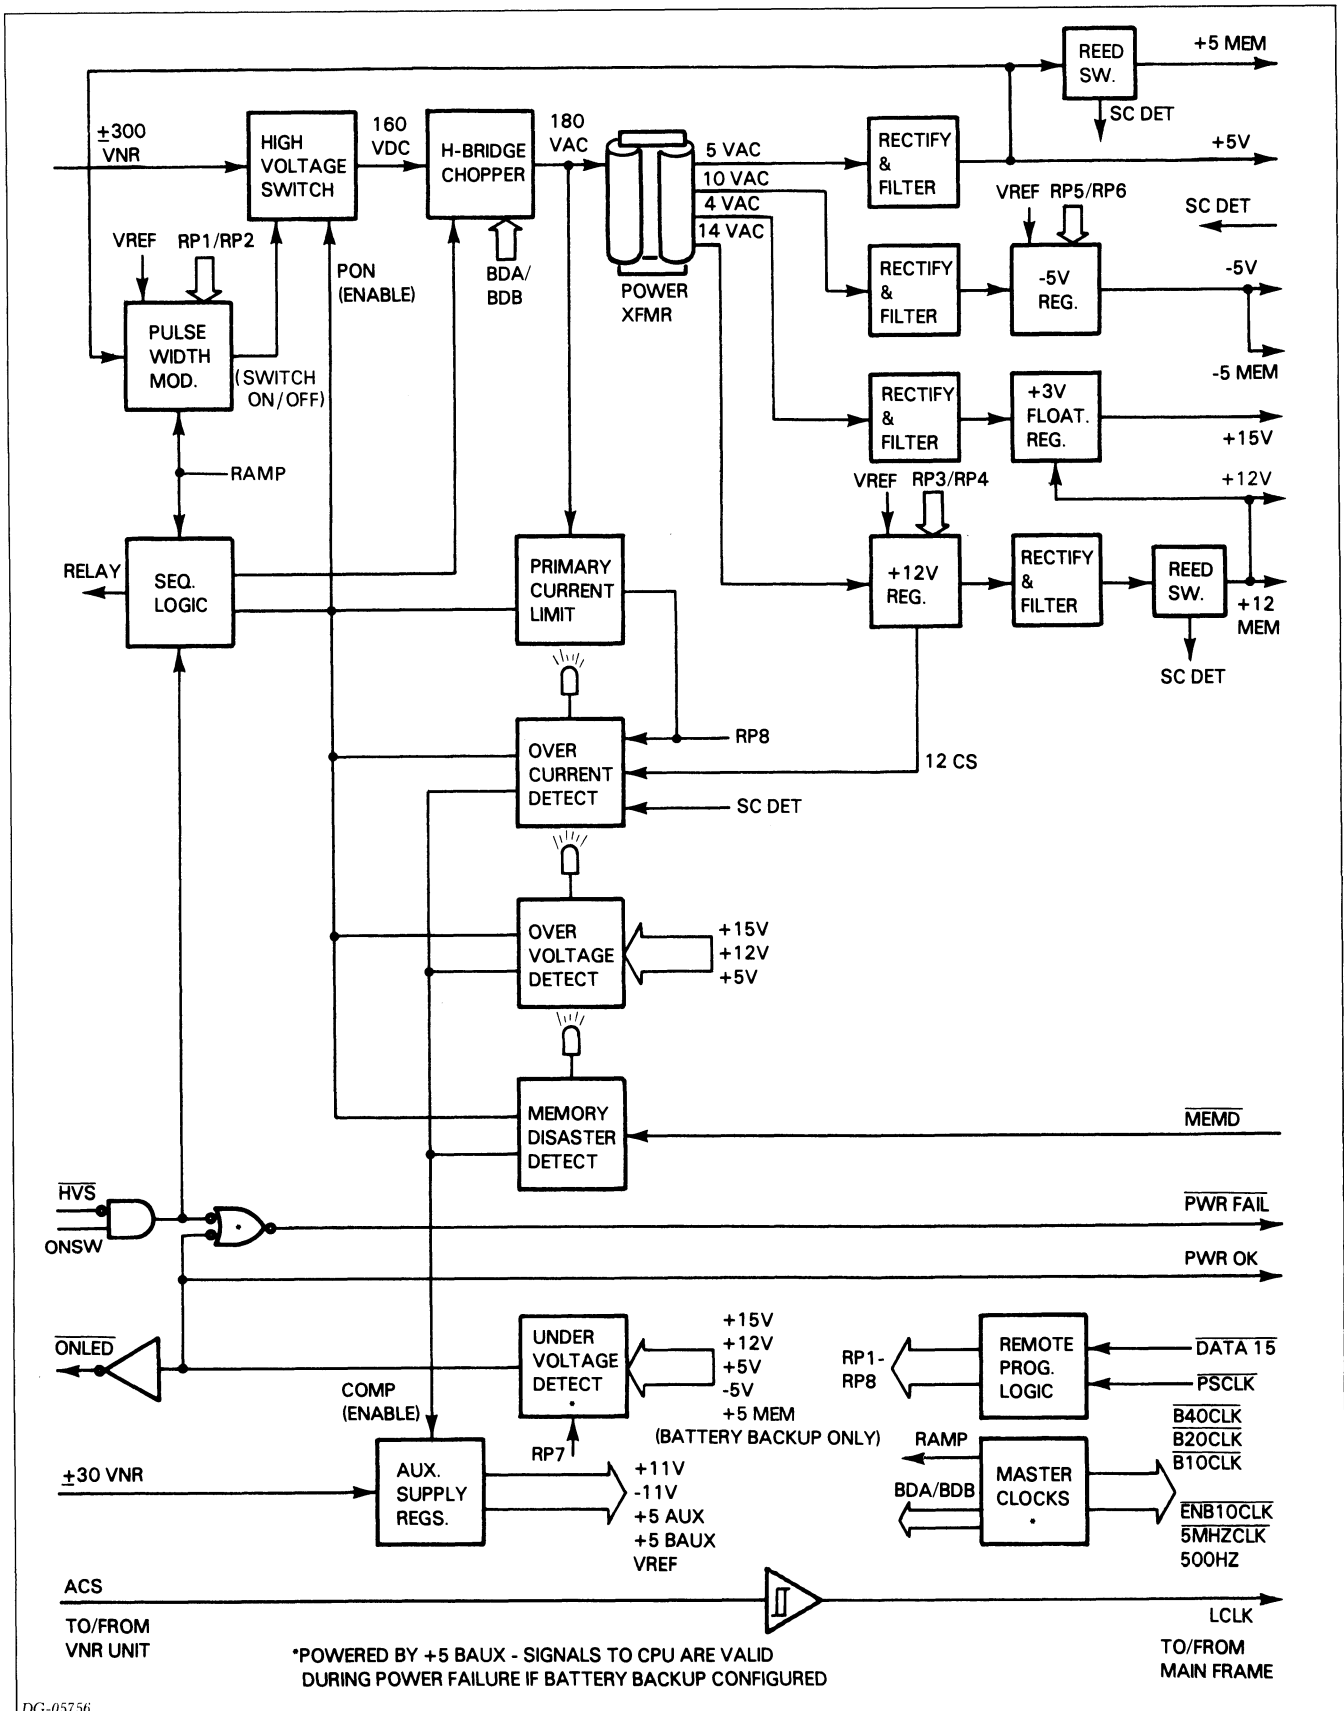 REED
SW.
+5 MEM
SC DET
+5V
±300
VNR
HIGH
VOLTAGE
SWITCH
160
VDC
H-BRIDGE
CHOPPER
180
VAC
5 VAC
10 VAC
4 VAC
14 VAC
RECTIFY
&
FILTER
VREF
RP5/RP6
SC DET
VREF
RP1/RP2
PON
(ENABLE)
BDA/
BDB
POWER
XFMR
RECTIFY
&
FILTER
-5V
REG.
-5V
-5 MEM
PULSE
WIDTH
MOD.
(SWITCH
ON/OFF)
RECTIFY
&
FILTER
+3V
FLOAT.
REG.
+15V
RAMP
VREF
RP3/RP4
+12V
RELAY
SEQ.
LOGIC
PRIMARY
CURRENT
LIMIT
+12V
REG.
RECTIFY
&
FILTER
REED
SW.
+12
MEM
SC DET
OVER
CURRENT
DETECT
RP8
12 CS
SC DET
OVER
VOLTAGE
DETECT
+15V
+12V
+5V
MEMORY
DISASTER
DETECT
MEMD
HVS
ONSW
PWR FAIL
PWR OK
ONLED
UNDER
VOLTAGE
DETECT
*
+15V
+12V
+5V
-5V
+5 MEM
(BATTERY BACKUP ONLY)
RP7
RP1-
RP8
REMOTE
PROG.
LOGIC
DATA 15
PSCLK
COMP
(ENABLE)
±30 VNR
AUX.
SUPPLY
REGS.
+11V
-11V
+5 AUX
+5 BAUX
VREF
RAMP
BDA/BDB
MASTER
CLOCKS
*
B40CLK
B20CLK
B10CLK
ENB10CLK
5MHZCLK
500HZ
ACS
LCLK
TO/FROM
VNR UNIT
*POWERED BY +5 BAUX - SIGNALS TO CPU ARE VALID
DURING POWER FAILURE IF BATTERY BACKUP CONFIGURED
TO/FROM
MAIN FRAME
DG-05756